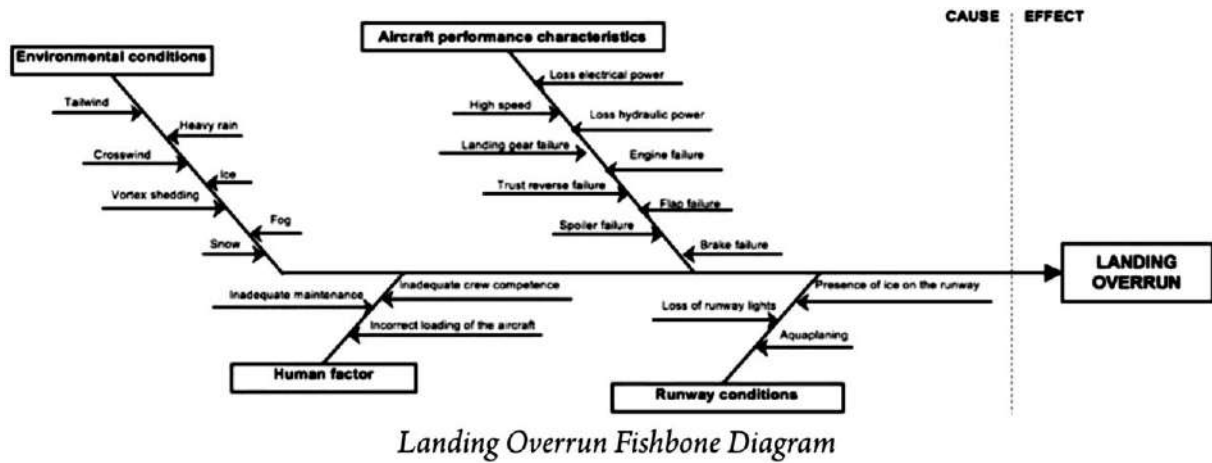 CAUSE
EFFECT
Environmental conditions
Tailwind
Heavy rain
Crosswind
Ice
Vortex shedding
Fog
Snow
Aircraft performance characteristics
Loss electrical power
High speed
Loss hydraulic power
Landing gear failure
Engine failure
Trust reverse failure
Flap failure
Spoiler failure
Brake failure
LANDING
OVERRUN
Inadequate crew competence
Inadequate maintenance
Incorrect loading of the aircraft
Human factor
Presence of ice on the runway
Loss of runway lights
Aquaplaning
Runway conditions
Landing Overrun Fishbone Diagram